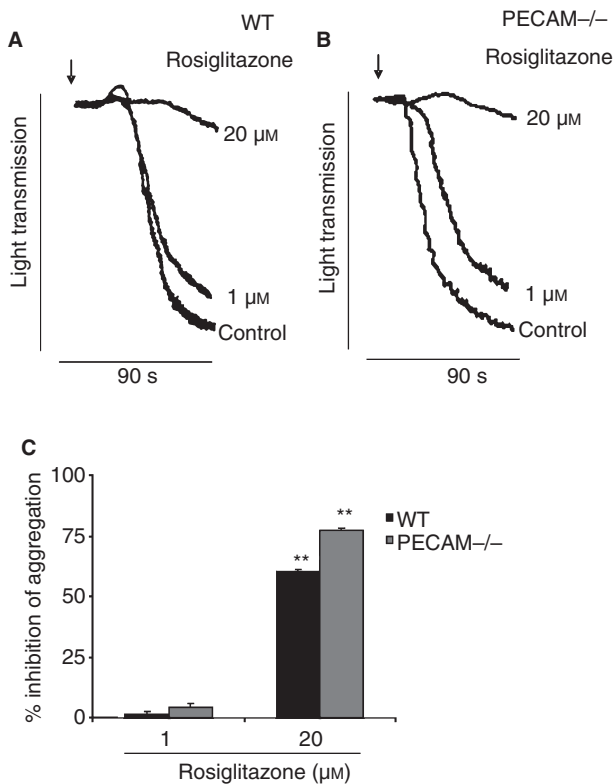 A
WT
Rosiglitazone
Light transmission
20 µM
1 µM
Control
90 s
B
PECAM–/–
Rosiglitazone
Light transmission
20 µM
1 µM
Control
90 s
C
% inhibition of aggregation
100
75
50
25
0
**
**
WT
PECAM–/–
1
20
Rosiglitazone (µM)